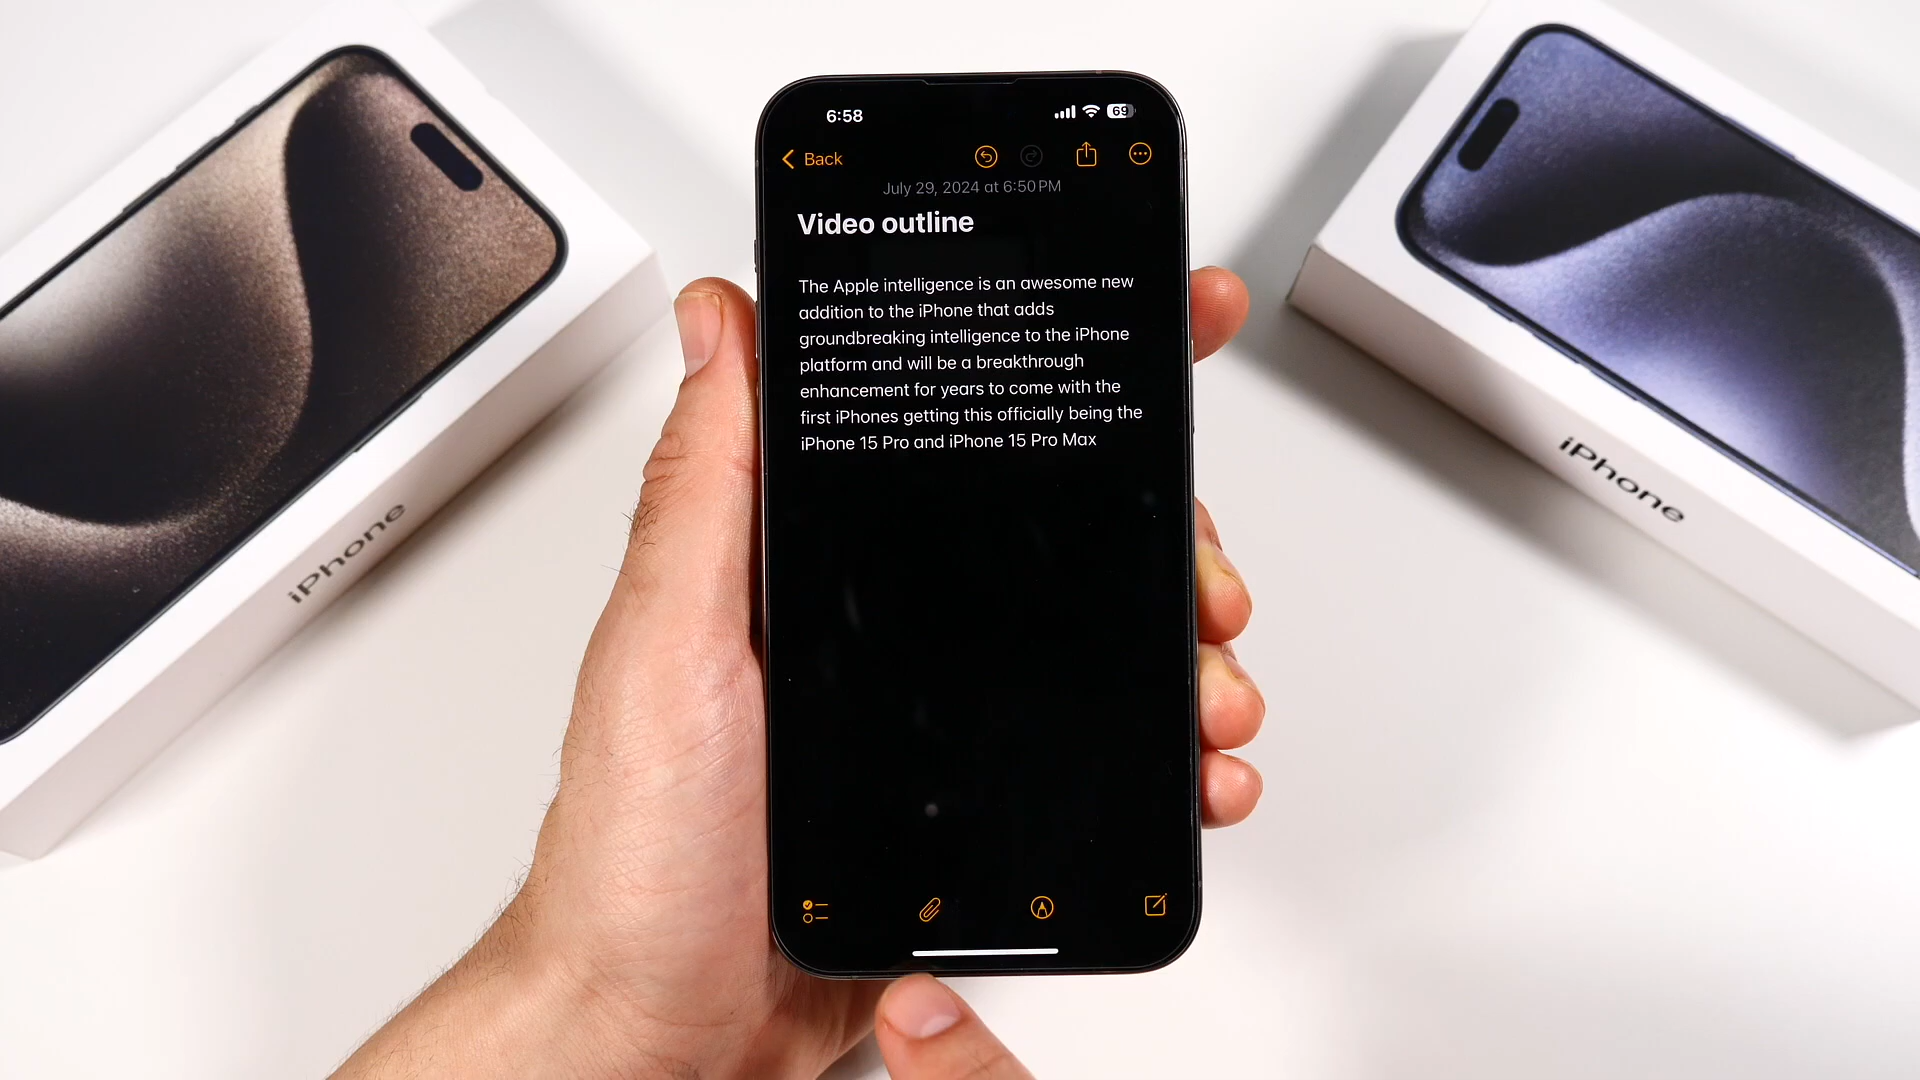 6:58
69
Back
July 29, 2024 at 6:50 PM
Video outline
The Apple intelligence is an awesome new
addition to the iPhone that adds
groundbreaking intelligence to the iPhone
platform and will be a breakthrough
enhancement for years to come with the
first iPhones getting this officially being the
iPhone 15 Pro and iPhone 15 Pro Max
iPhone
iPhone